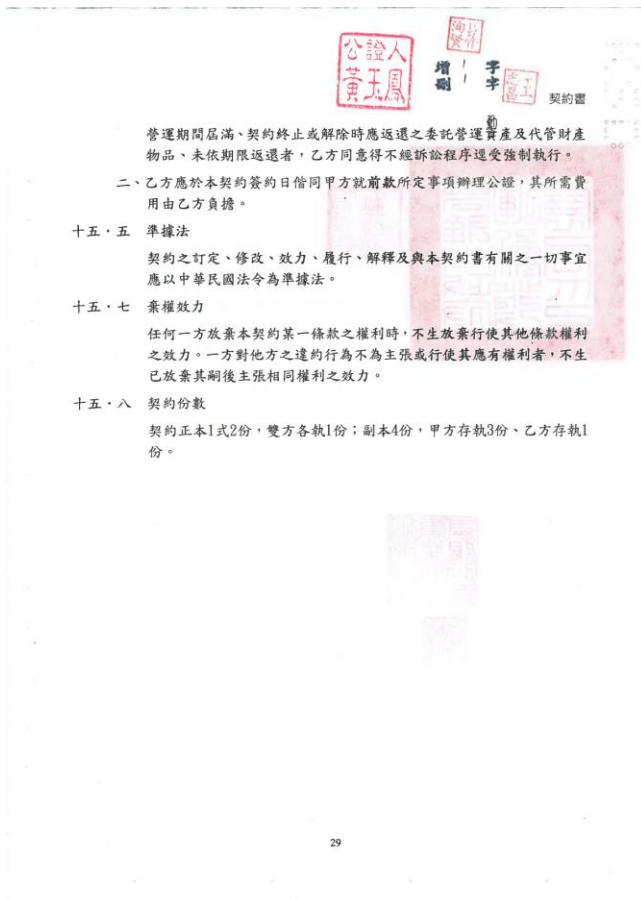 公證人
黃玉鳳
增 1 字
刪 1 字
契約書
動
營運期間屆滿、契約終止或解除時應返還之委託營運資產及代管財產
物品、未依期限返還者，乙方同意得不經訴訟程序逕受強制執行。
二、乙方應於本契約簽約日偕同甲方就前款所定事項辦理公證，其所需費
用由乙方負擔。
十五．五 準據法
契約之訂定、修改、效力、履行、解釋及與本契約書有關之一切事宜
應以中華民國法令為準據法。
十五．七 棄權效力
任何一方放棄本契約某一條款之權利時，不生放棄行使其他條款權利
之效力。一方對他方之違約行為不為主張或行使其應有權利者，不生
已放棄其嗣後主張相同權利之效力。
十五．八 契約份數
契約正本1式2份，雙方各執1份；副本4份，甲方存執3份、乙方存執1
份。
29